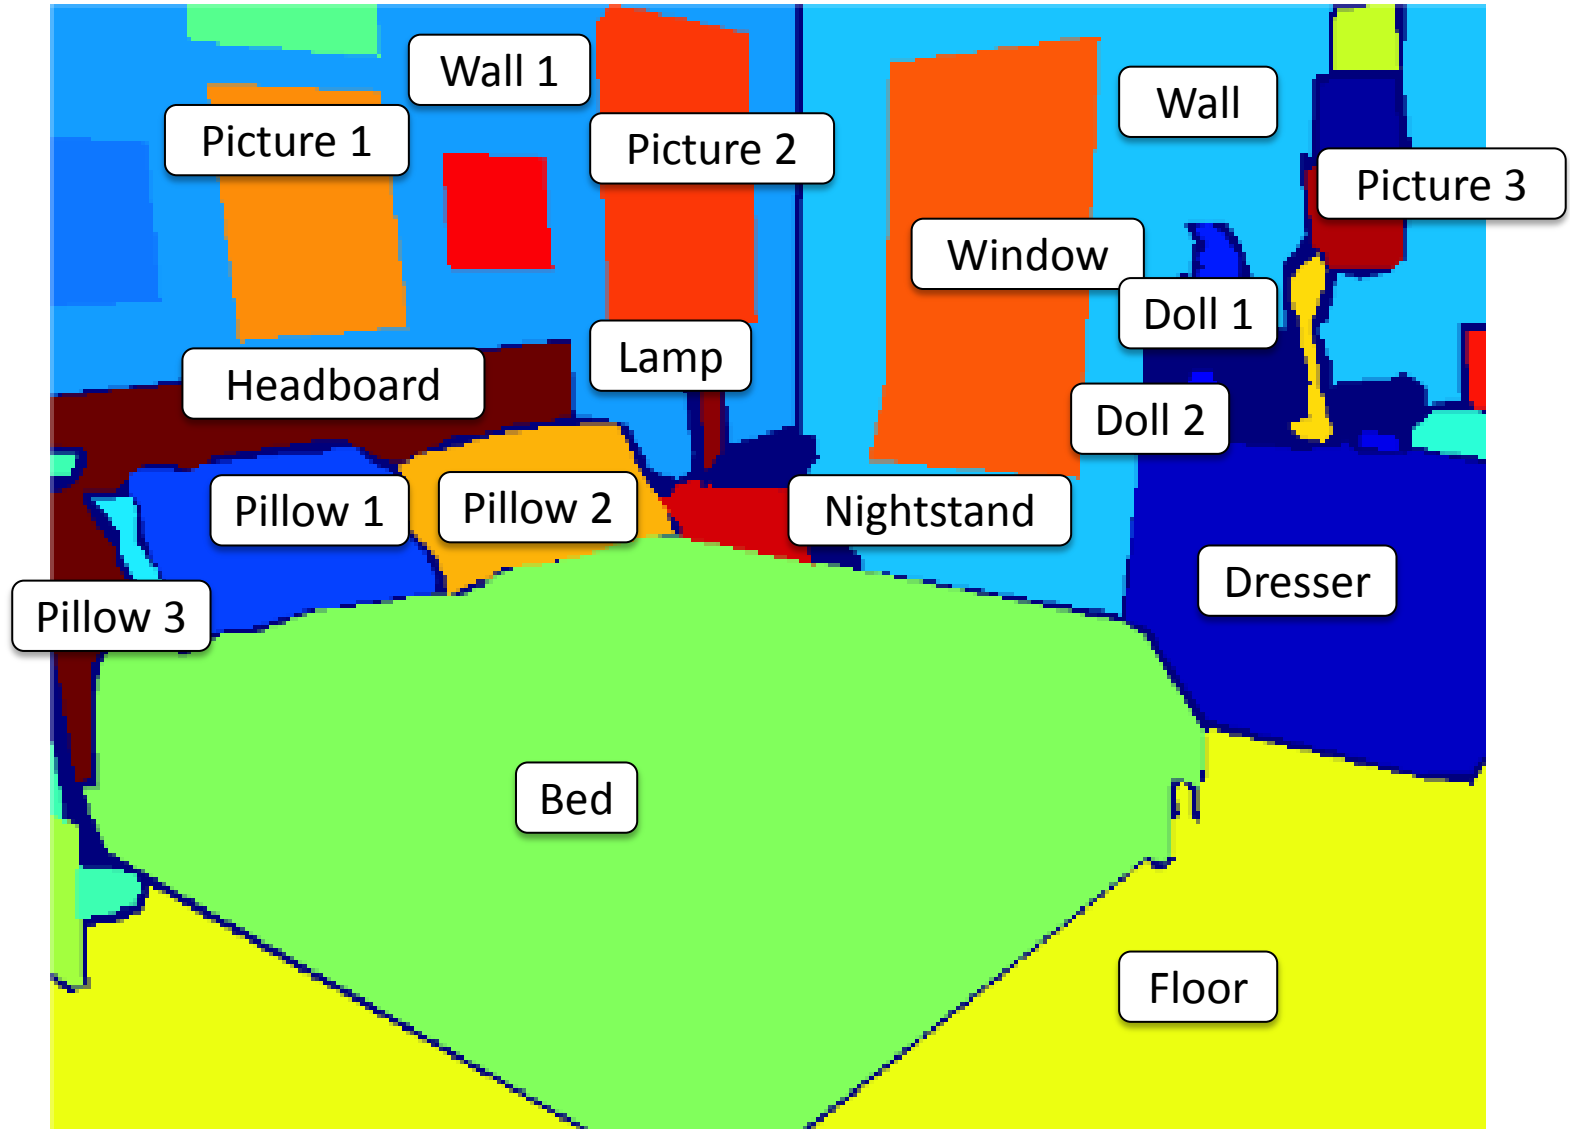 Wall 1
Wall
Picture 1
Picture 2
Picture 3
Window
Doll 1
Lamp
Headboard
Doll 2
Pillow 1
Pillow 2
Nightstand
Dresser
Pillow 3
Bed
Floor